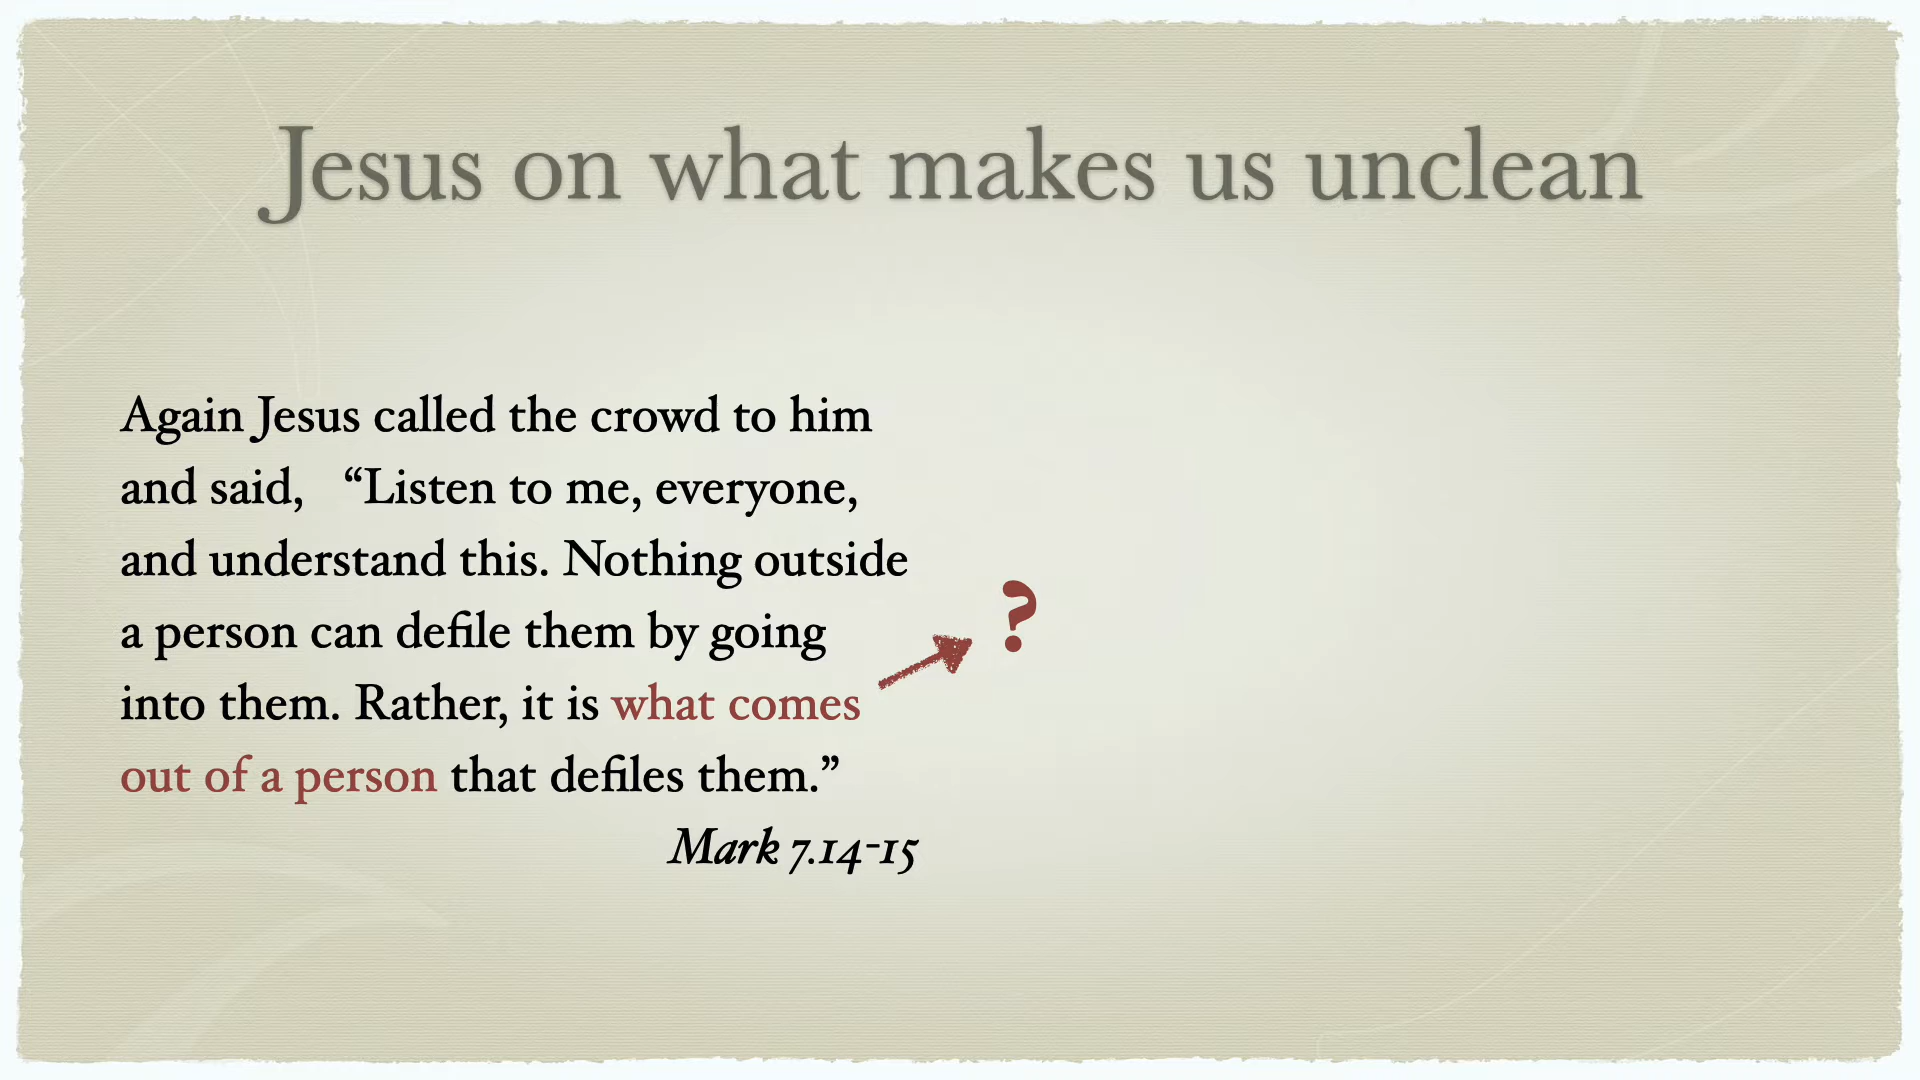 Jesus on what makes us unclean
Again Jesus called the crowd to him
and said, “Listen to me, everyone,
and understand this. Nothing outside
a person can defile them by going
into them. Rather, it is what comes
out of a person that defiles them.”
Mark 7.14-15
?